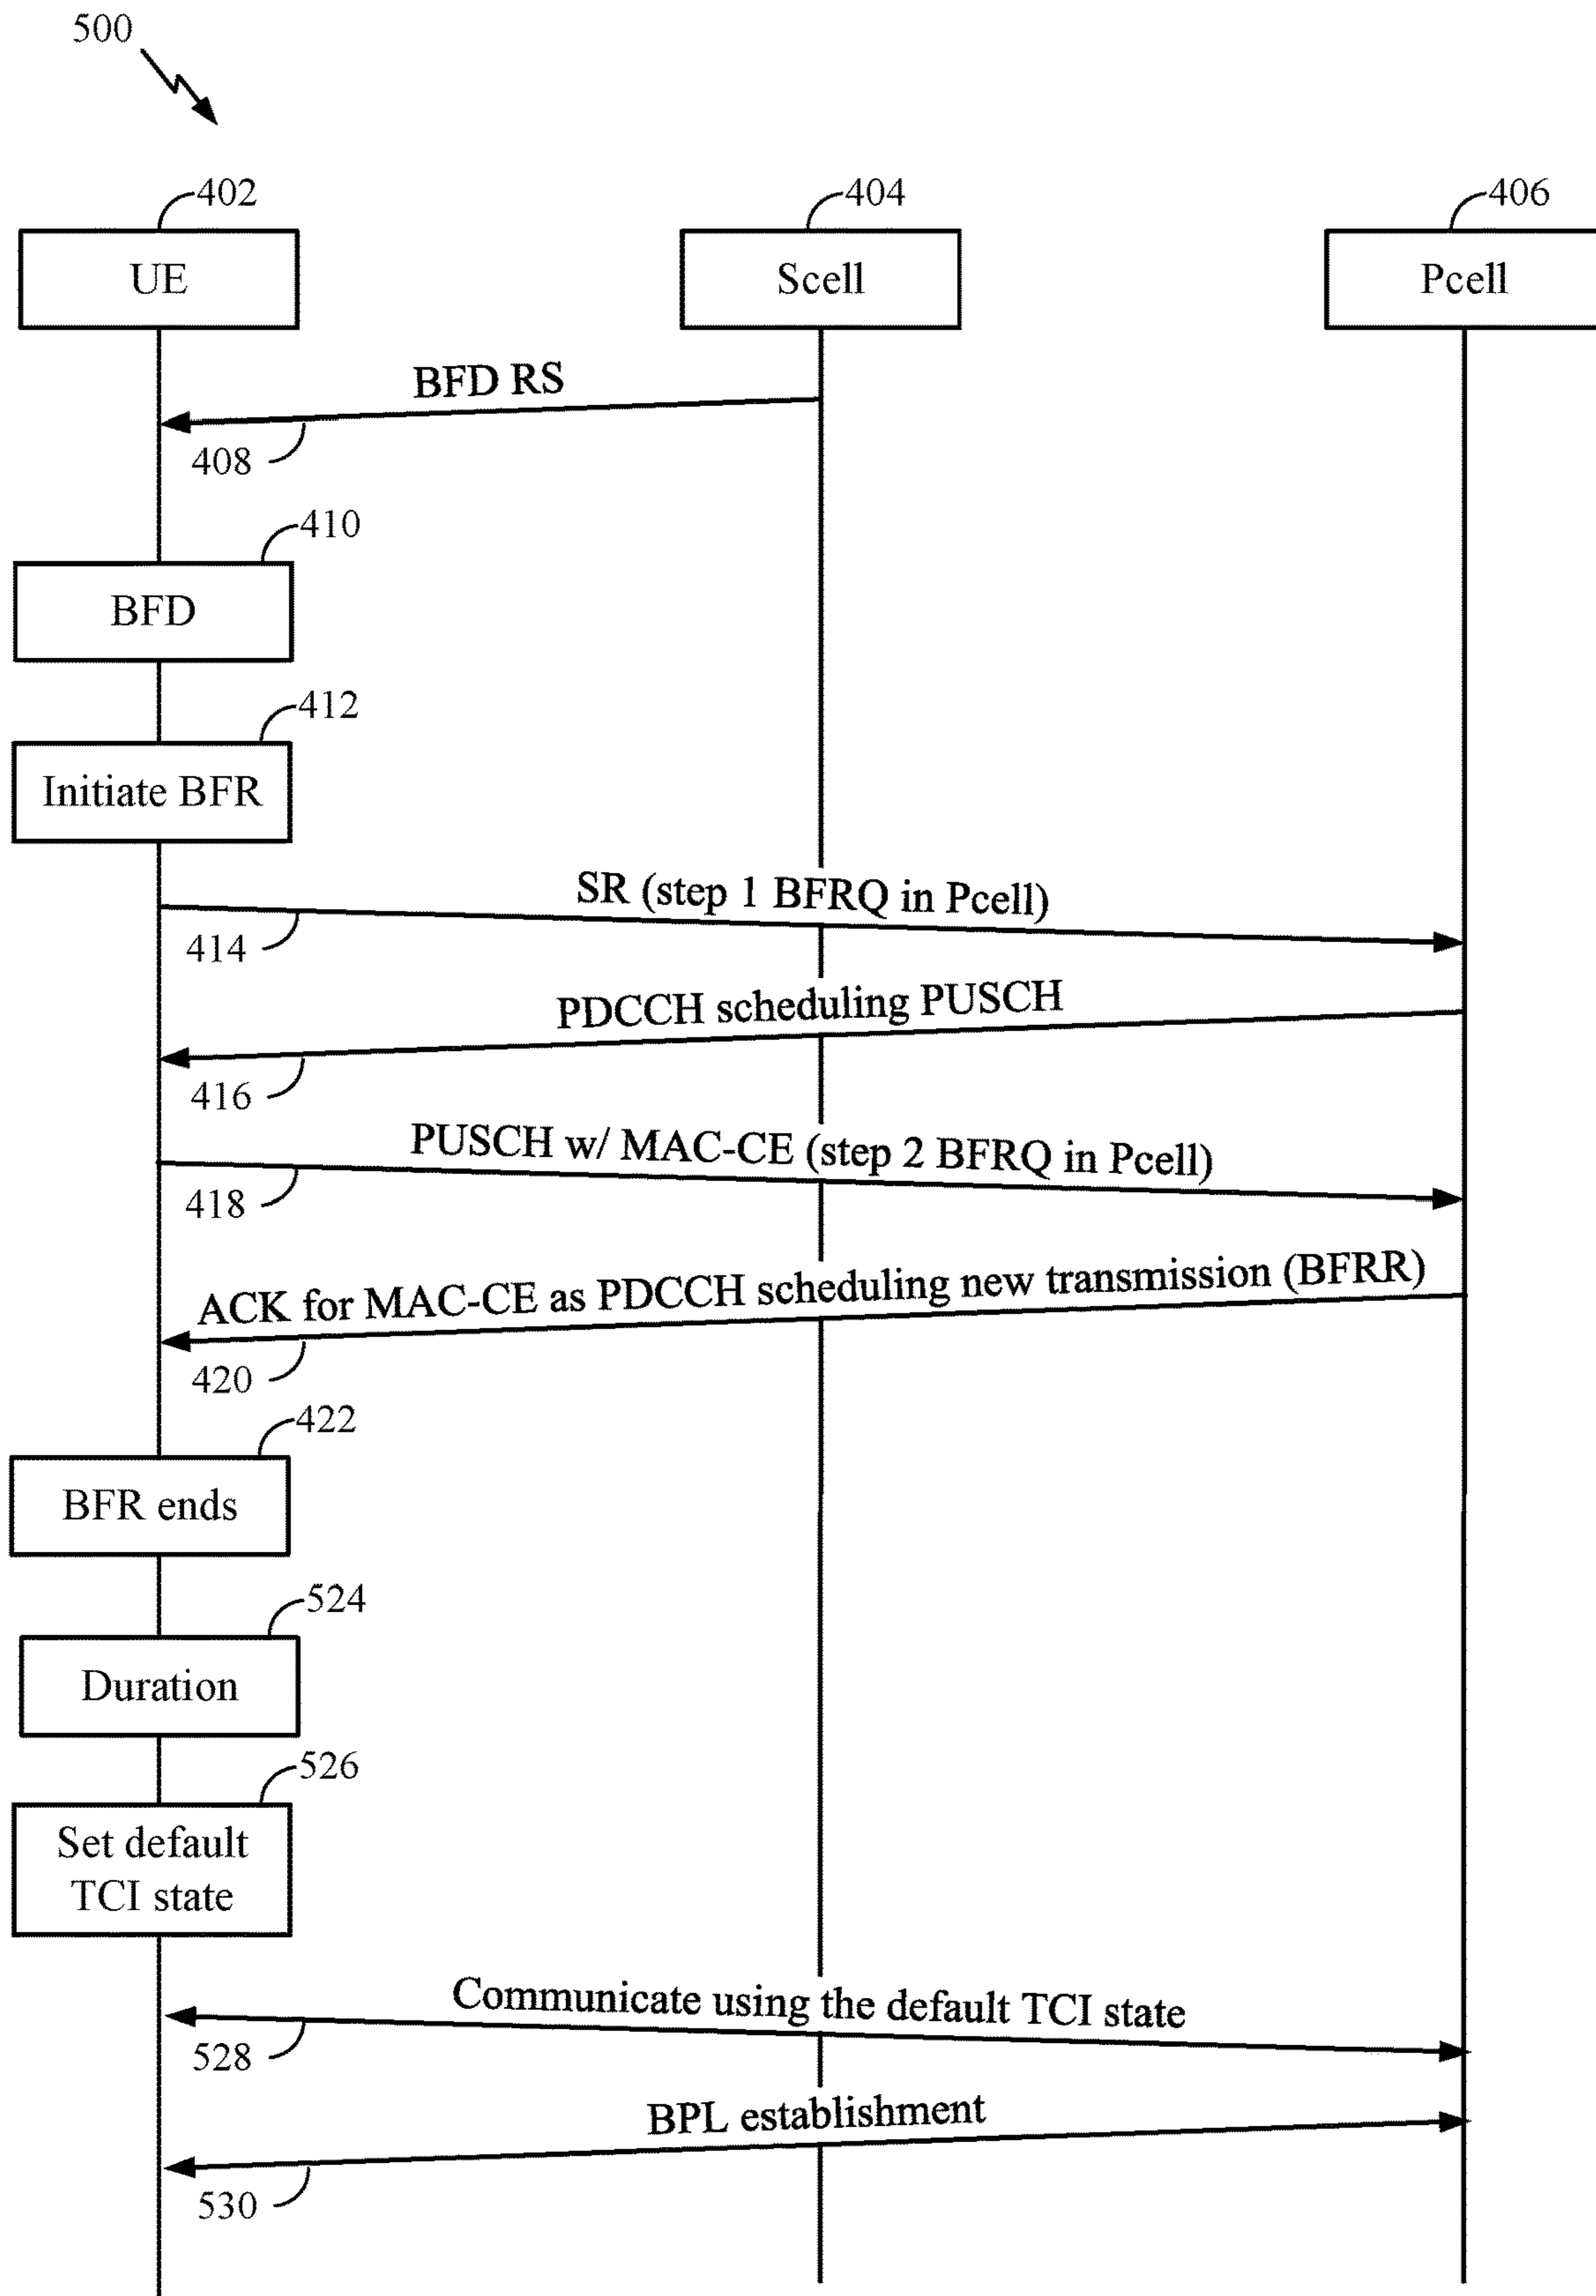 500
402
404
406
UE
Scell
Pcell
BFD RS
408
410
BFD
412
Initiate BFR
SR (step 1 BFRQ in Pcell)
414
PDCCH scheduling PUSCH
416
PUSCH w/ MAC-CE (step 2 BFRQ in Pcell)
418
ACK for MAC-CE as PDCCH scheduling new transmission (BFRR)
420
422
BFR ends
524
Duration
526
Set default
TCI state
Communicate using the default TCI state
528
BPL establishment
530